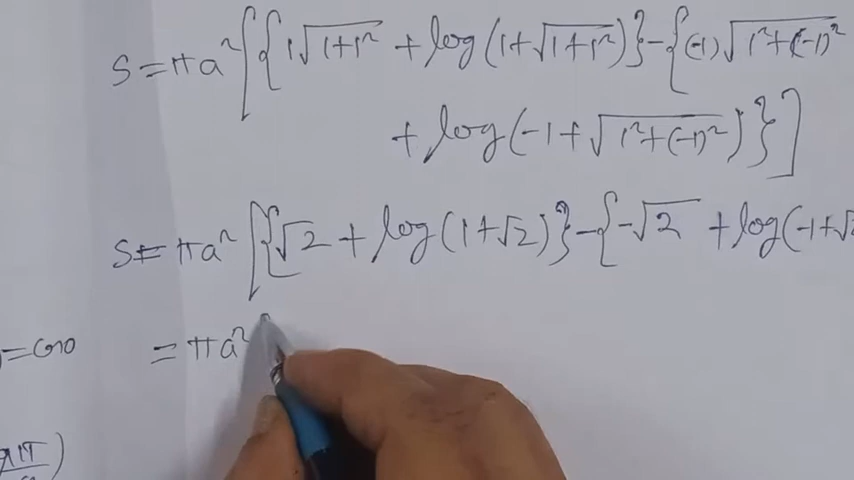 S = πa²[{1√(1+1²) + log(1+√(1+1²)}-{(-1)√(1²+(-1)²
+ log(-1+√(1²+(-1)²)}]
S = πa²[{√2 + log(1+√2)}-{-√2 + log(-1+√2
= πa²